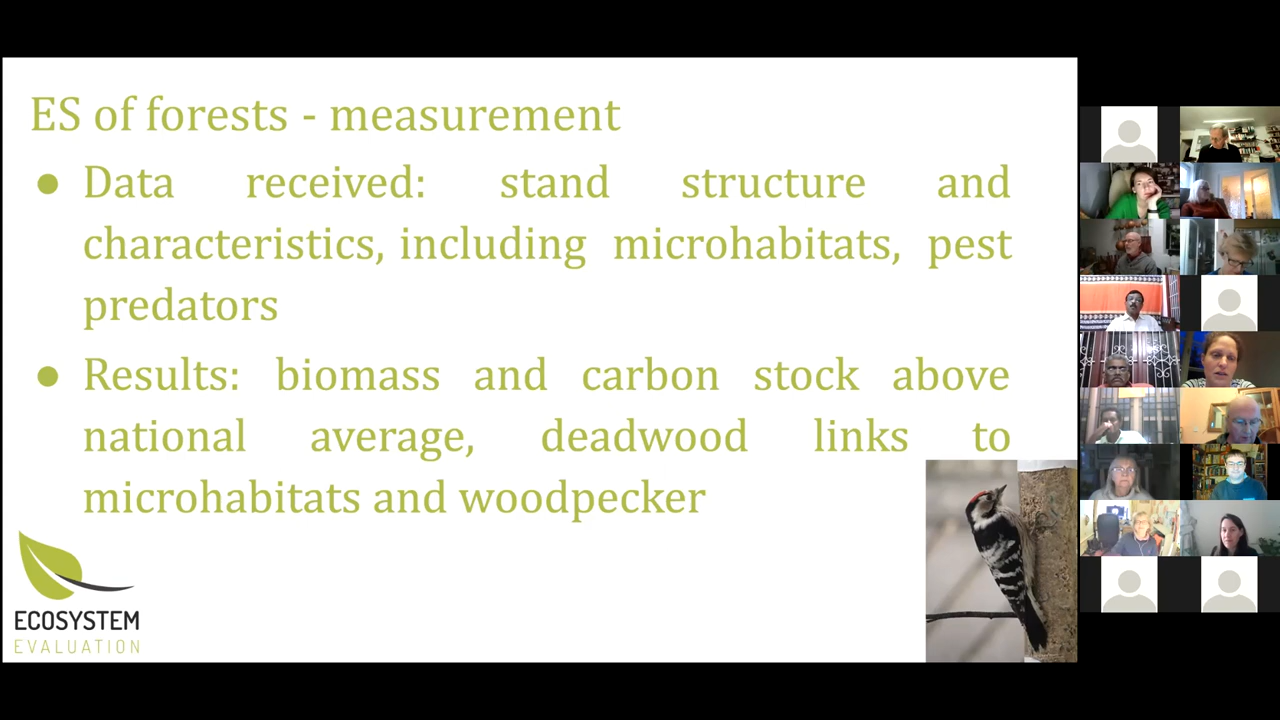 ES of forests - measurement
● Data received: stand structure and
characteristics, including microhabitats, pest
predators
● Results: biomass and carbon stock above
national average, deadwood links to
microhabitats and woodpecker
ECOSYSTEM
EVALUATION